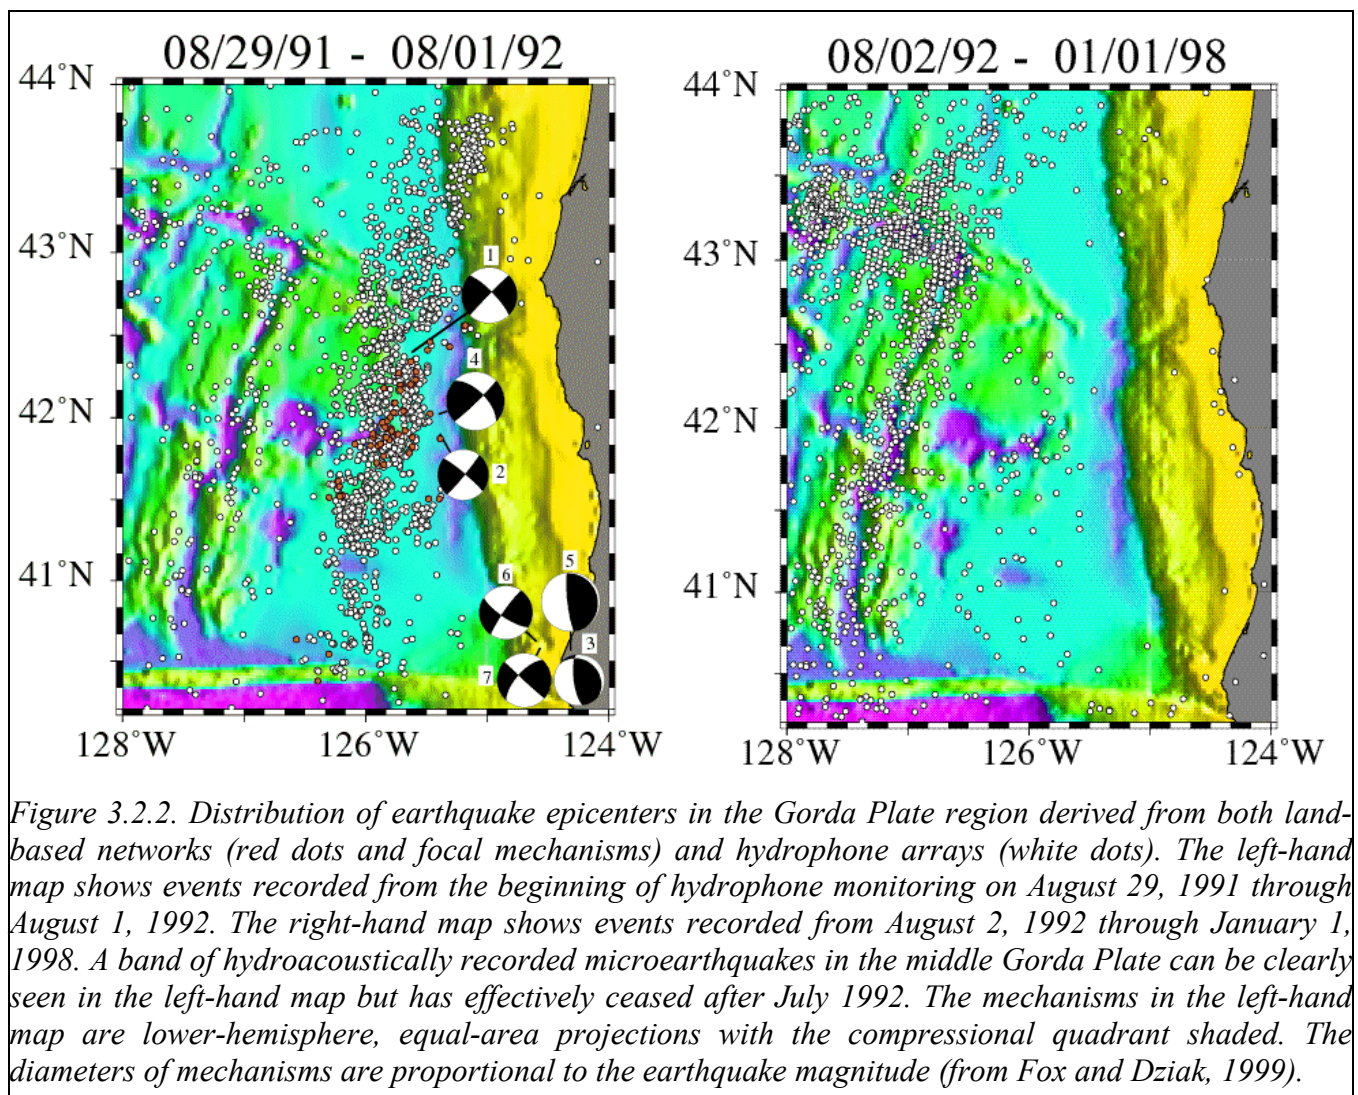 08/29/91 - 08/01/92
08/02/92 - 01/01/98
44°N
43°N
42°N
41°N
128°W
126°W
124°W
1
4
2
5
6
3
7
44°N
43°N
42°N
41°N
128°W
126°W
124°W
Figure 3.2.2. Distribution of earthquake epicenters in the Gorda Plate region derived from both land-
based networks (red dots and focal mechanisms) and hydrophone arrays (white dots). The left-hand
map shows events recorded from the beginning of hydrophone monitoring on August 29, 1991 through
August 1, 1992. The right-hand map shows events recorded from August 2, 1992 through January 1,
1998. A band of hydroacoustically recorded microearthquakes in the middle Gorda Plate can be clearly
seen in the left-hand map but has effectively ceased after July 1992. The mechanisms in the left-hand
map are lower-hemisphere, equal-area projections with the compressional quadrant shaded. The
diameters of mechanisms are proportional to the earthquake magnitude (from Fox and Dziak, 1999).